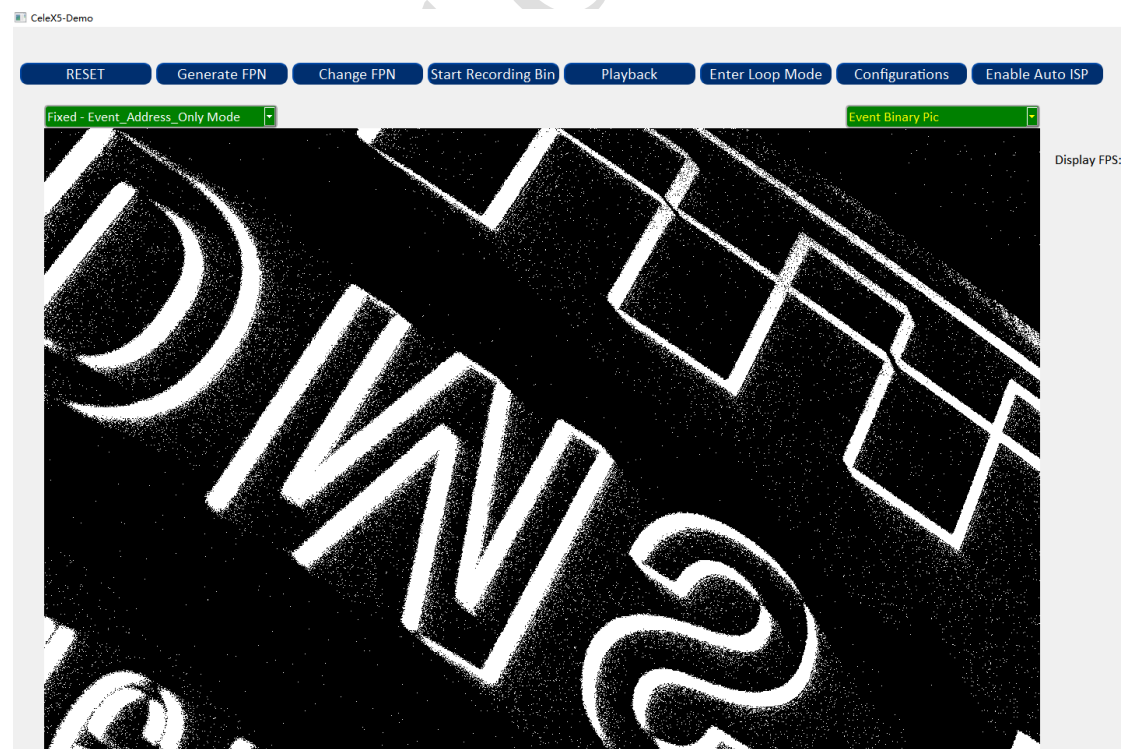 CeleX5-Demo
RESET Generate FPN Change FPN Start Recording Bin Playback Enter Loop Mode Configurations Enable Auto ISP
Fixed - Event_Address_Only Mode Event Binary Pic
Display FPS: